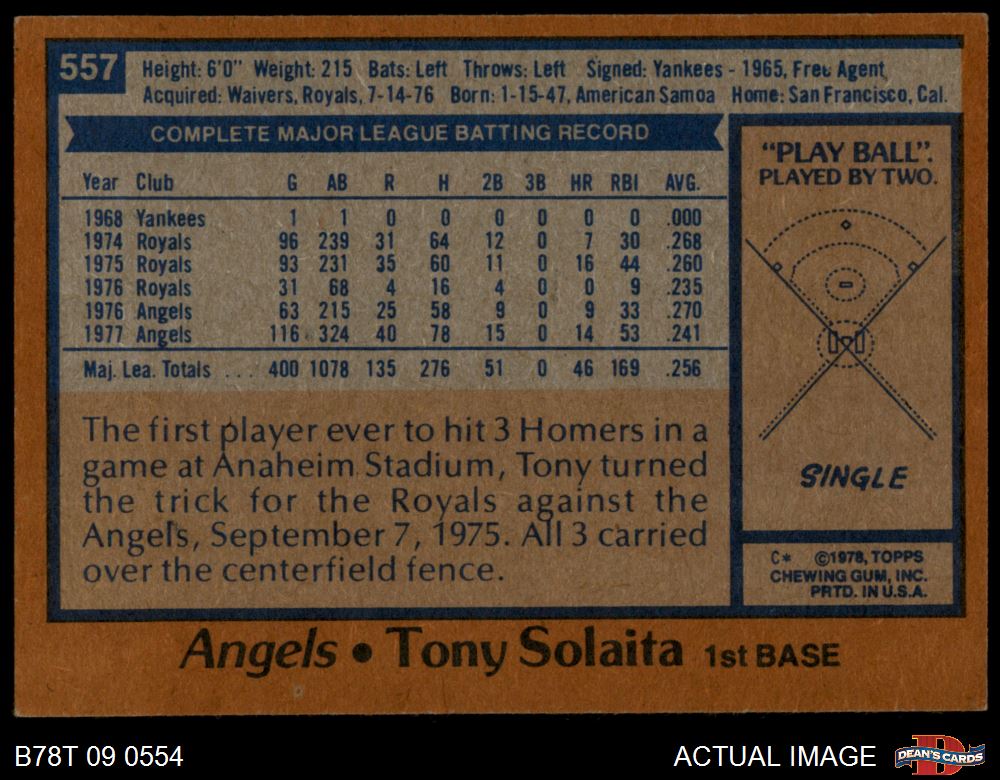 557
Height: 6'0" Weight: 215 Bats: Left Throws: Left Signed: Yankees - 1965, Free Agent,
Acquired: Waivers, Royals, 7-14-76 Born: 1-15-47, American Samoa Home: San Francisco, Cal.
COMPLETE MAJOR LEAGUE BATTING RECORD
Year Club G AB R H 2B 3B HR RBI AVG.
1968 Yankees 1 1 0 0 0 0 0 0 .000
1974 Royals 96 239 31 64 12 0 7 30 .268
1975 Royals 93 231 35 60 11 0 16 44 .260
1976 Royals 31 68 4 16 4 0 0 9 .235
1976 Angels 63 215 25 58 9 0 9 33 .270
1977 Angels 116 324 40 78 15 0 14 53 .241
Maj. Lea. Totals ... 400 1078 135 276 51 0 46 169 .256
The first player ever to hit 3 Homers in a
game at Anaheim Stadium, Tony turned
the trick for the Royals against the
Angels, September 7, 1975. All 3 carried
over the centerfield fence.
"PLAY BALL".
PLAYED BY TWO.
SINGLE
C* ©1978, TOPPS
CHEWING GUM, INC.
PRTD. IN U.S.A.
Angels • Tony Solaita 1st BASE
B78T 09 0554
ACTUAL IMAGE
D
DEAN'S CARDS